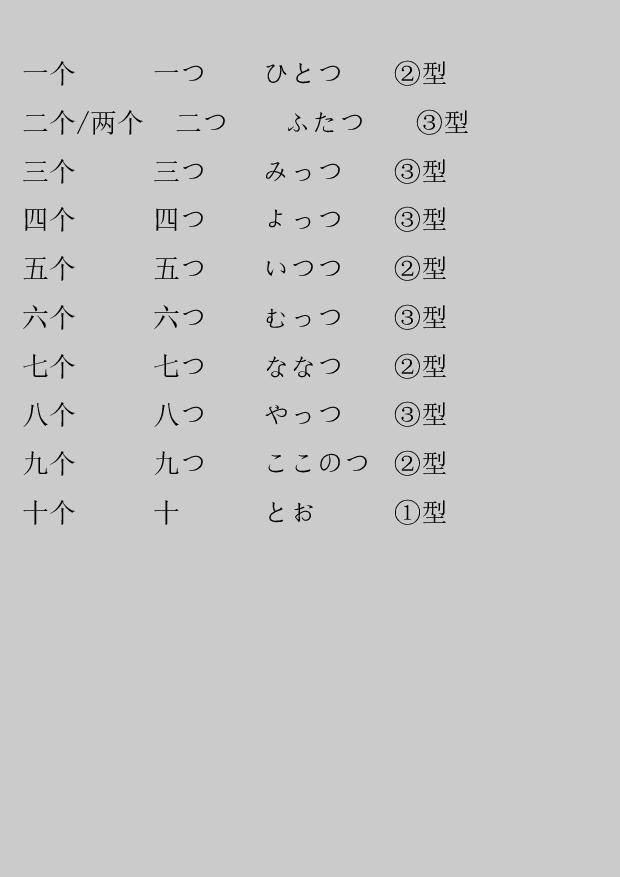 一个 一つ ひとつ ②型
二个/两个 二つ ふたつ ③型
三个 三つ みっつ ③型
四个 四つ よっつ ③型
五个 五つ いつつ ②型
六个 六つ むっつ ③型
七个 七つ ななつ ②型
八个 八つ やっつ ③型
九个 九つ ここのつ ②型
十个 十 とお ①型